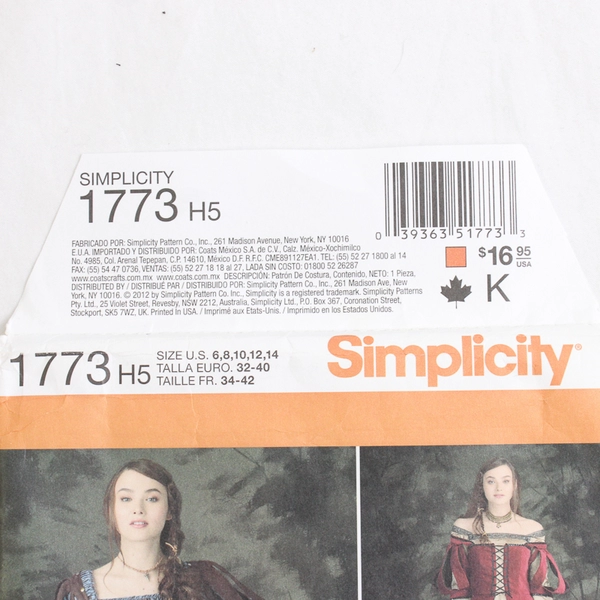 SIMPLICITY
1773 H5
0 39363 51773 3
$16.95 USA
K
FABRICADO POR: Simplicity Pattern Co., Inc., 261 Madison Avenue, New York, NY 10016
E.U.A. IMPORTADO Y DISTRIBUIDO POR: Coats México S.A. de C.V., Calz. México-Xochimilco
No. 4985, Col. Arenal Tepepan, C.P. 14610, México D.F. R.F.C. CME891127EA1. TEL: (55) 52 27 1800 al 14
FAX: (55) 54 47 0736, VENTAS: (55) 52 27 18 18 al 27, LADA SIN COSTO: 01800 52 26287
www.coatscrafts.com.mx www.coats.com.mx DESCRIPCIÓN: Patrón De Costura, Contenido, NETO: 1 Pieza,
DISTRIBUTED BY / DISTRIBUÉ PAR / DISTRIBUIDO POR: Simplicity Pattern Co., Inc., 261 Madison Ave, New
York, NY 10016. © 2012 by Simplicity Pattern Co. Inc., Simplicity is a registered trademark. Simplicity Patterns
Pty Ltd., 25 Violet Street, Revesby, NSW 2212, Australia, Simplicity Ltd., P.O. Box 367, Coronation Street,
Stockport, SK5 7WZ, UK. Printed In USA. / Imprimé aux Etats-Unis. / Imprimido en los Estados Unidos.
1773 H5
SIZE U.S. 6,8,10,12,14
TALLA EURO. 32-40
TAILLE FR. 34-42
Simplicity®